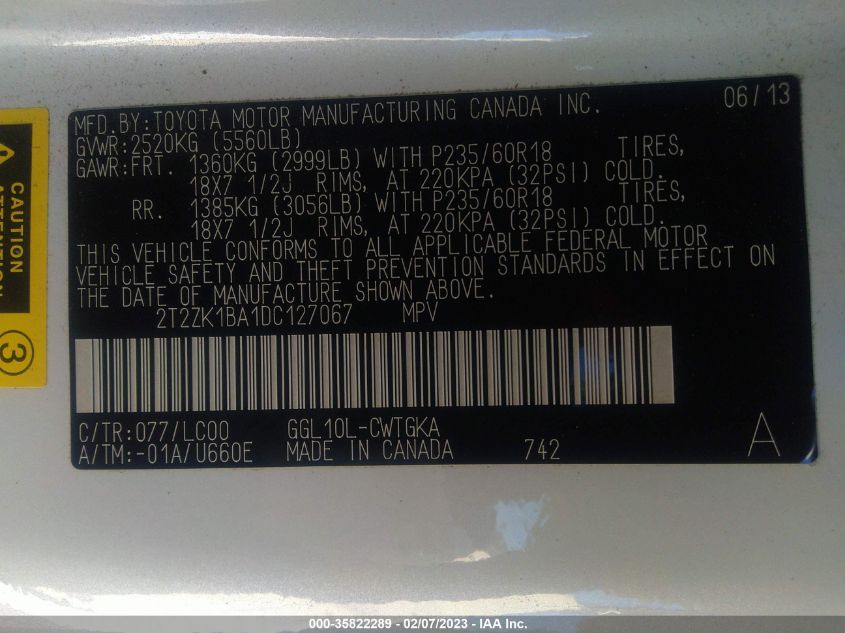 CAUTION
3
MFD.BY:TOYOTA MOTOR MANUFACTURING CANADA INC. 06/13
GVWR:2520KG (5560LB)
GAWR:FRT. 1360KG (2999LB) WITH P235/60R18 TIRES,
18X7 1/2J RIMS, AT 220KPA (32PSI) COLD.
RR. 1385KG (3056LB) WITH P235/60R18 TIRES,
18X7 1/2J RIMS, AT 220KPA (32PSI) COLD.
THIS VEHICLE CONFORMS TO ALL APPLICABLE FEDERAL MOTOR
VEHICLE SAFETY AND THEFT PREVENTION STANDARDS IN EFFECT ON
THE DATE OF MANUFACTURE SHOWN ABOVE.
2T2ZK1BA1DC127067 MPV
C/TR:077/LC00 GGL10L-CWTGKA
A/TM:-01A/U660E MADE IN CANADA 742 A
100 - 35822289 - 02/07/2023 - IAA Inc.